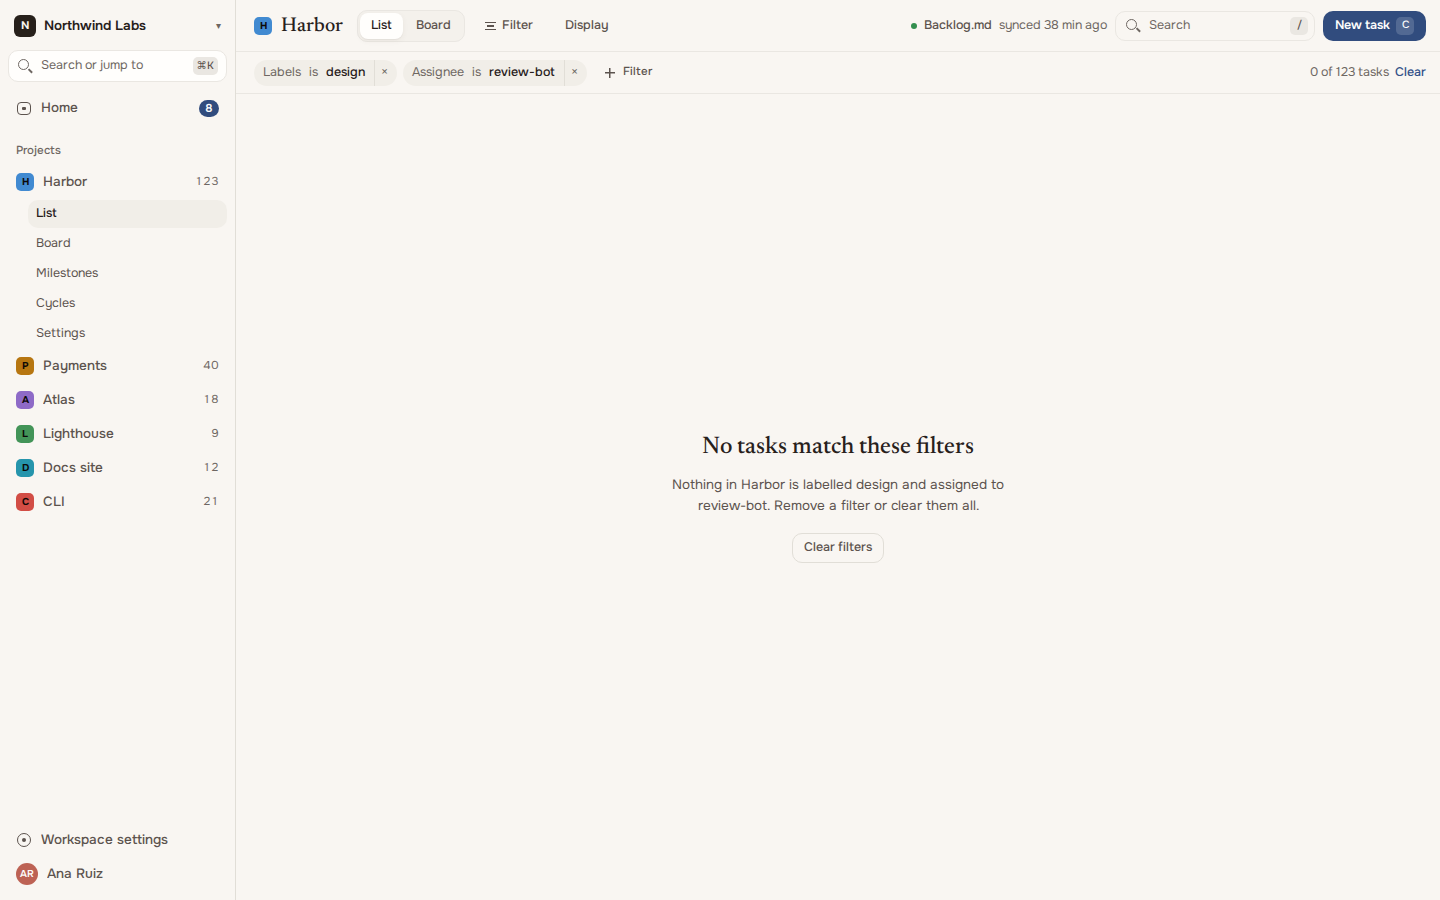 N Northwind Labs ▾
Search or jump to ⌘K
Home 8
Projects
H Harbor 123
List
Board
Milestones
Cycles
Settings
P Payments 40
A Atlas 18
L Lighthouse 9
D Docs site 12
C CLI 21
Workspace settings
AR Ana Ruiz
H Harbor List Board Filter Display Backlog.md synced 38 min ago Search / New task C
Labels is design × Assignee is review-bot × + Filter 0 of 123 tasks Clear
No tasks match these filters
Nothing in Harbor is labelled design and assigned to
review-bot. Remove a filter or clear them all.
Clear filters